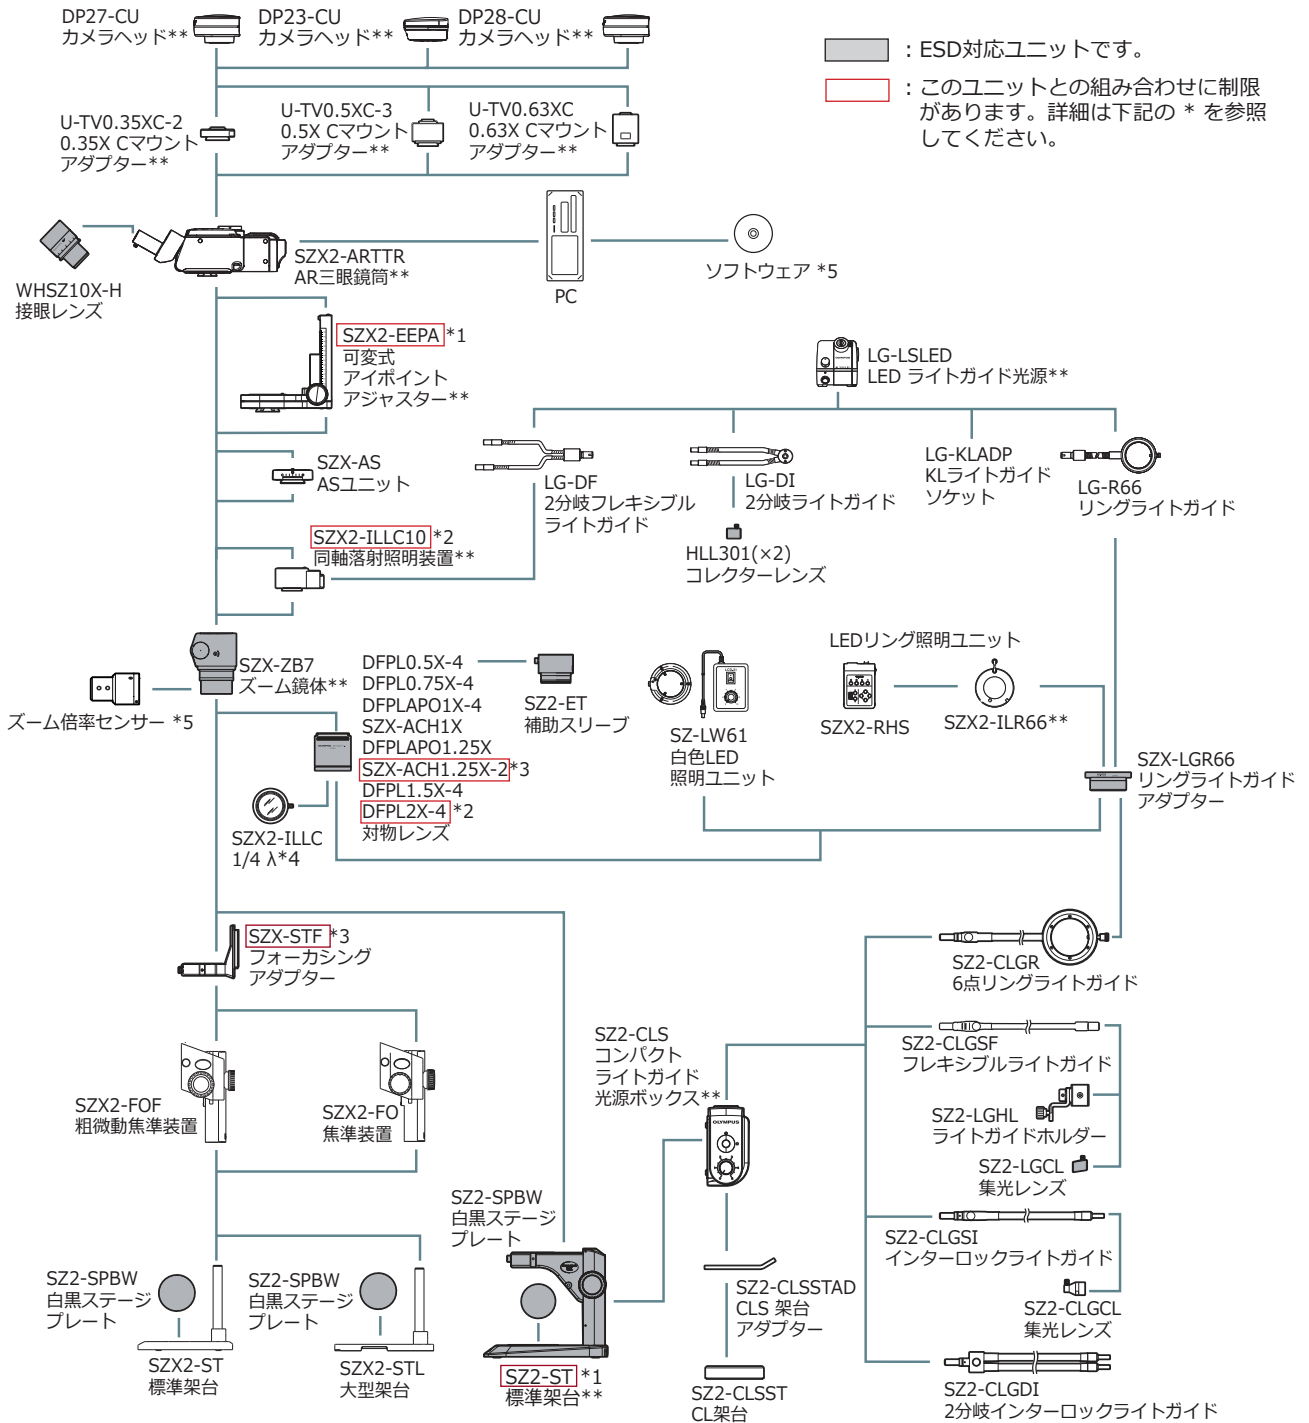 DP27-CU
カメラヘッド**
DP23-CU
カメラヘッド**
DP28-CU
カメラヘッド**
：ESD対応ユニットです。
：このユニットとの組み合わせに制限
があります。詳細は下記の * を参照
してください。
U-TV0.35XC-2
0.35X Cマウント
アダプター**
U-TV0.5XC-3
0.5X Cマウント
アダプター**
U-TV0.63XC
0.63X Cマウント
アダプター**
WHSZ10X-H
接眼レンズ
SZX2-ARTTR
AR三眼鏡筒**
PC
ソフトウェア *5
SZX2-EEPA *1
可変式
アイポイント
アジャスター**
LG-LSLED
LED ライトガイド光源**
SZX-AS
ASユニット
LG-DF
2分岐フレキシブル
ライトガイド
LG-DI
2分岐ライトガイド
LG-KLADP
KLライトガイド
ソケット
LG-R66
リングライトガイド
HLL301(×2)
コレクターレンズ
SZX2-ILLC10 *2
同軸落射照明装置**
SZX-ZB7
ズーム鏡体**
ズーム倍率センサー *5
DFPL0.5X-4
DFPL0.75X-4
DFPLAPO1X-4
SZX-ACH1X
DFPLAPO1.25X
SZX-ACH1.25X-2 *3
DFPL1.5X-4
DFPL2X-4 *2
対物レンズ
SZ2-ET
補助スリーブ
SZX2-ILLC
1/4 λ*4
SZ-LW61
白色LED
照明ユニット
LEDリング照明ユニット
SZX2-RHS
SZX2-ILR66**
SZX-LGR66
リングライトガイド
アダプター
SZX-STF *3
フォーカシング
アダプター
SZX2-FOF
粗微動焦準装置
SZX2-FO
焦準装置
SZ2-CLS
コンパクト
ライトガイド
光源ボックス**
OLYMPUS
SZ2-CLGR
6点リングライトガイド
SZ2-CLGSF
フレキシブルライトガイド
SZ2-LGHL
ライトガイドホルダー
SZ2-LGCL
集光レンズ
SZ2-CLGSI
インターロックライトガイド
SZ2-CLGCL
集光レンズ
SZ2-CLGDI
2分岐インターロックライトガイド
SZ2-SPBW
白黒ステージ
プレート
SZX2-ST
標準架台
SZ2-SPBW
白黒ステージ
プレート
SZX2-STL
大型架台
SZ2-SPBW
白黒ステージ
プレート
SZ2-ST *1
標準架台**
SZ2-CLSSTAD
CLS 架台
アダプター
SZ2-CLSST
CL架台